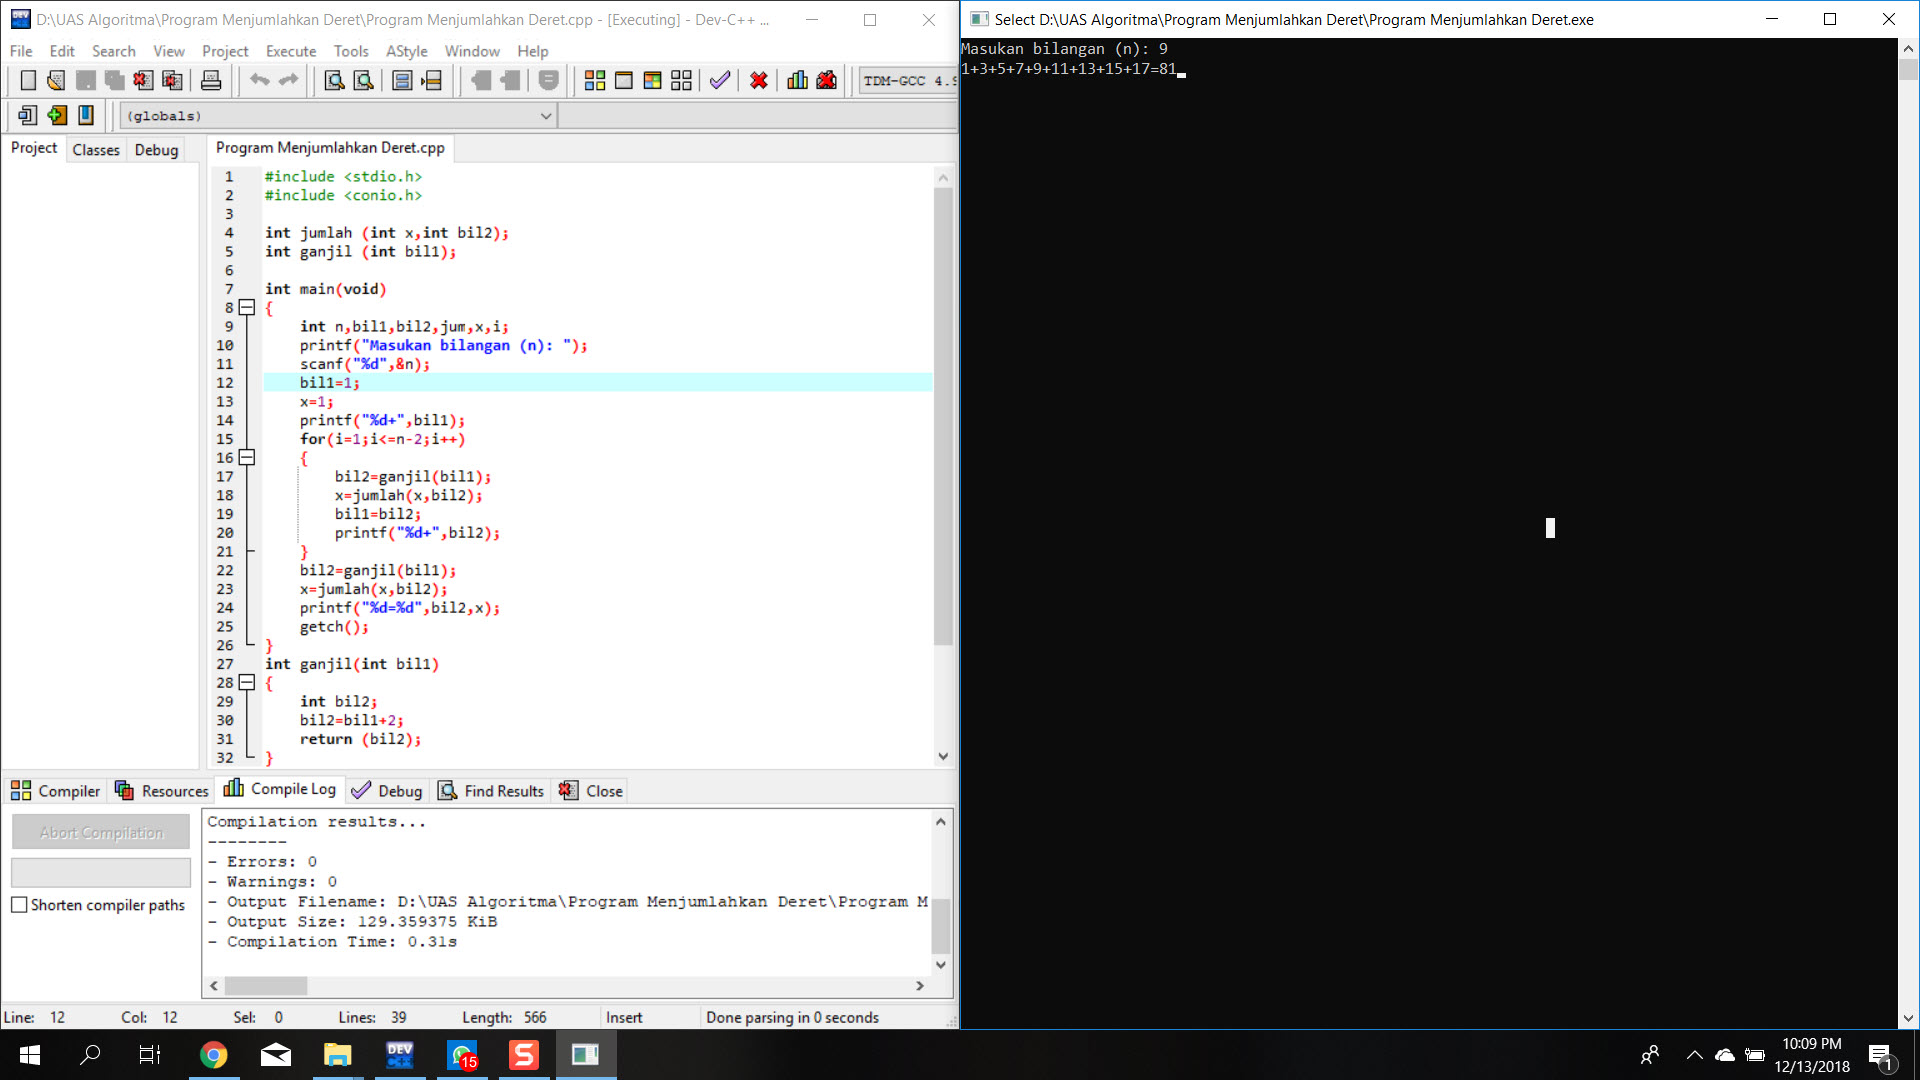 D:\UAS Algoritma\Program Menjumlahkan Deret\Program Menjumlahkan Deret.cpp - [Executing] - Dev-C++ ...
File Edit Search View Project Execute Tools AStyle Window Help
TDM-GCC 4.9
(globals)
Project Classes Debug
Program Menjumlahkan Deret.cpp
1 #include <stdio.h>
2 #include <conio.h>
3
4 int jumlah (int x,int bil2);
5 int ganjil (int bil1);
6
7 int main(void)
8 {
9 int n,bil1,bil2,jum,x,i;
10 printf("Masukan bilangan (n): ");
11 scanf("%d",&n);
12 bil1=1;
13 x=1;
14 printf("%d+",bil1);
15 for(i=1;i<=n-2;i++)
16 {
17 bil2=ganjil(bil1);
18 x=jumlah(x,bil2);
19 bil1=bil2;
20 printf("%d+",bil2);
21 }
22 bil2=ganjil(bil1);
23 x=jumlah(x,bil2);
24 printf("%d=%d",bil2,x);
25 getch();
26 }
27 int ganjil(int bil1)
28 {
29 int bil2;
30 bil2=bil1+2;
31 return (bil2);
32 }
Compiler Resources Compile Log Debug Find Results Close
Abort Compilation
Shorten compiler paths
Compilation results...
--------
- Errors: 0
- Warnings: 0
- Output Filename: D:\UAS Algoritma\Program Menjumlahkan Deret\Program M
- Output Size: 129.359375 KiB
- Compilation Time: 0.31s
Line: 12 Col: 12 Sel: 0 Lines: 39 Length: 566 Insert Done parsing in 0 seconds
Select D:\UAS Algoritma\Program Menjumlahkan Deret\Program Menjumlahkan Deret.exe
Masukan bilangan (n): 9
1+3+5+7+9+11+13+15+17=81
DEV C++
15
S
10:09 PM
12/13/2018
1